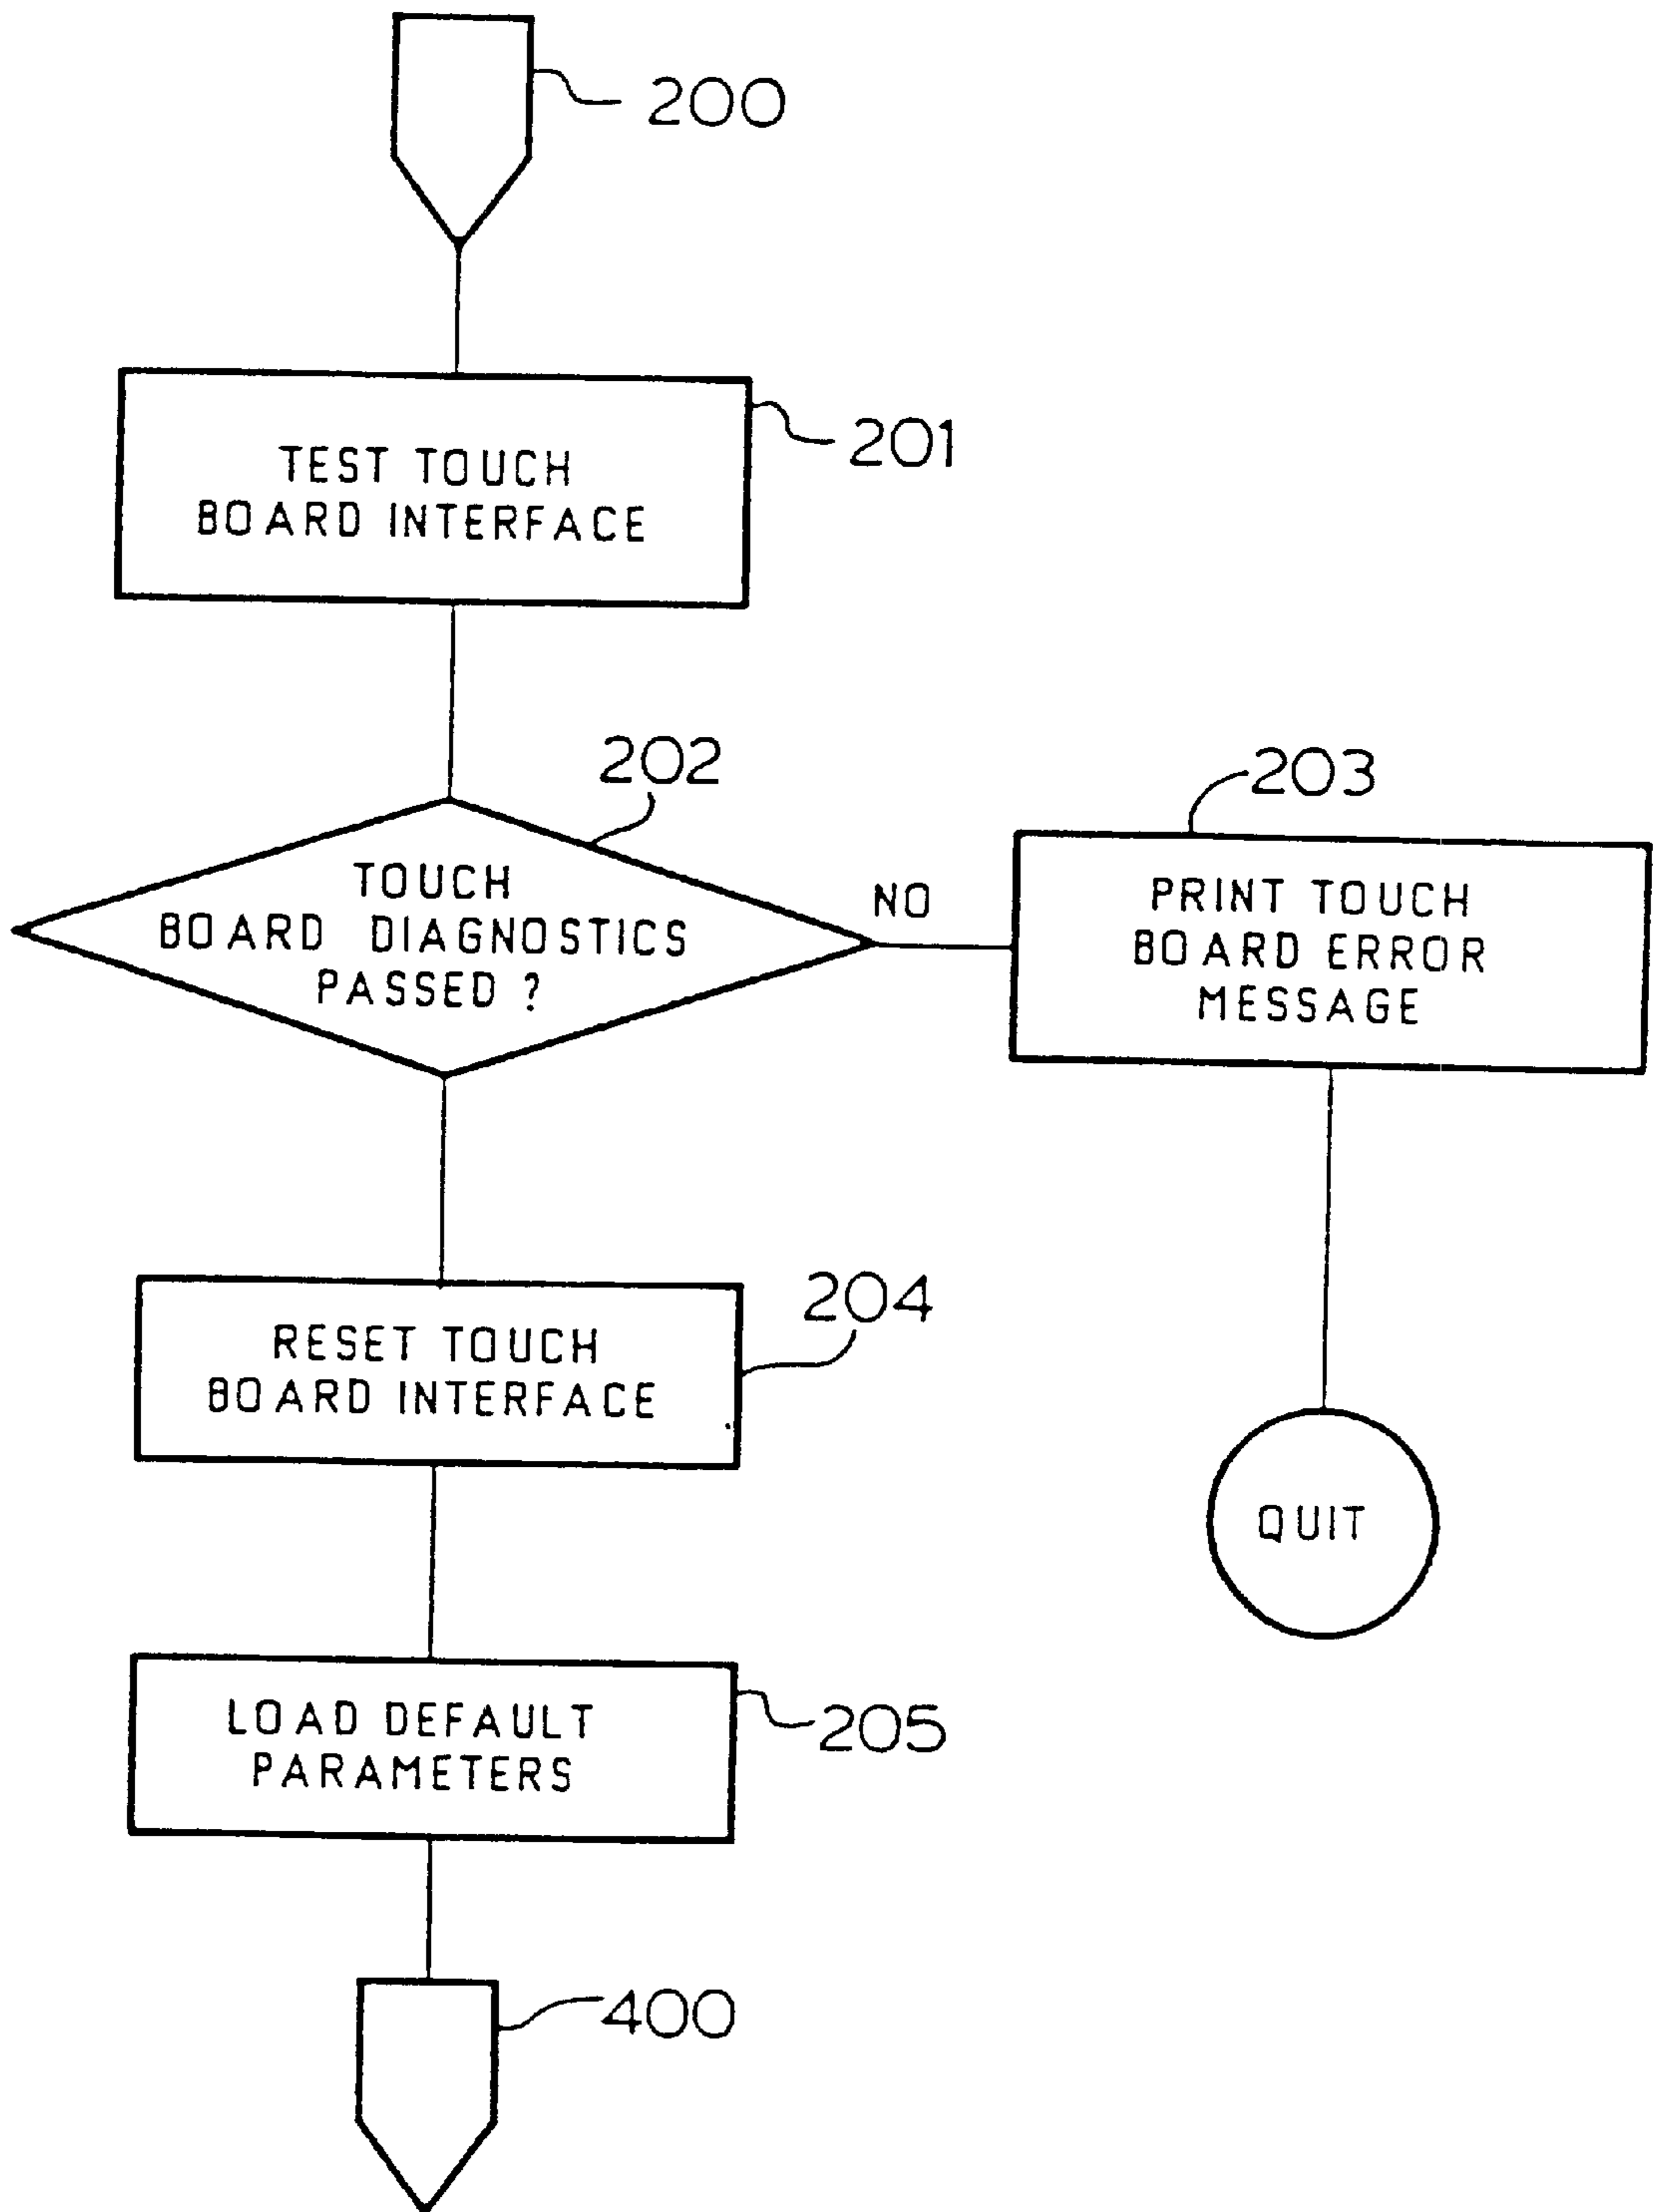 200
TEST TOUCH
BOARD INTERFACE
201
202
TOUCH
BOARD DIAGNOSTICS
PASSED ?
NO
203
PRINT TOUCH
BOARD ERROR
MESSAGE
RESET TOUCH
BOARD INTERFACE
204
QUIT
LOAD DEFAULT
PARAMETERS
205
400